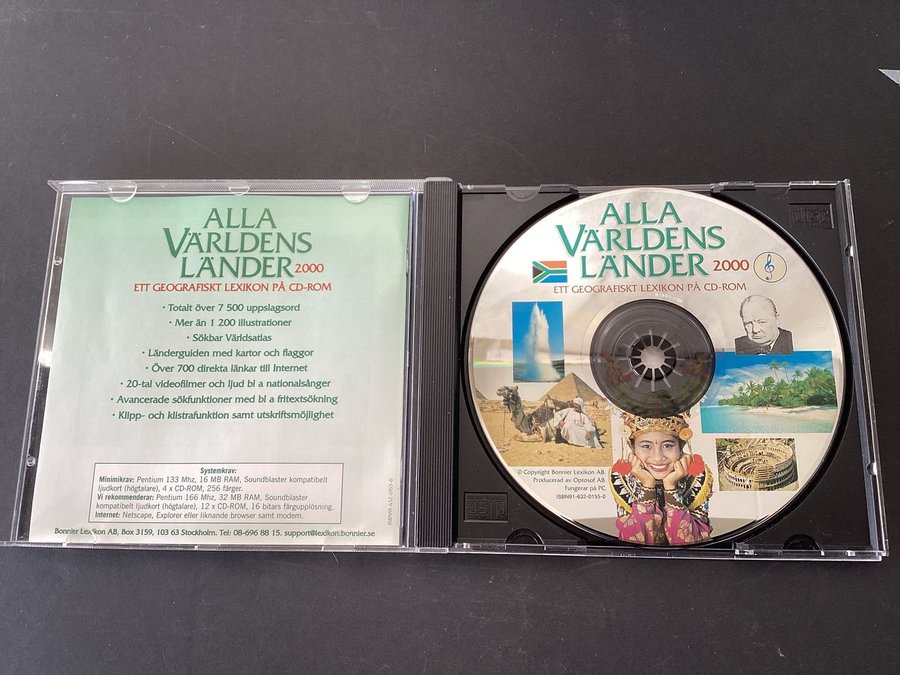 ALLA
VÄRLDENS
LÄNDER 2000
ETT GEOGRAFISKT LEXIKON PÅ CD-ROM
· Totalt över 7 500 uppslagsord
· Mer än 1 200 illustrationer
· Sökbar Världsatlas
· Länderguiden med kartor och flaggor
· Över 700 direkta länkar till Internet
· 20-tal videofilmer och ljud bl a nationalsånger
· Avancerade sökfunktioner med bl a fritextsökning
· Klipp- och klistrafunktion samt utskriftsmöjlighet
Systemkrav:
Minimikrav: Pentium 133 Mhz, 16 MB RAM, Soundblaster kompatibelt
ljudkort (högtalare), 4 x CD-ROM, 256 färger.
Vi rekommenderar: Pentium 166 Mhz, 32 MB RAM, Soundblaster
kompatibelt ljudkort (högtalare), 12 x CD-ROM, 16 bitars färgupplösning.
Internet: Netscape, Explorer eller liknande browser samt modem.
Bonnier Lexikon AB, Box 3159, 103 63 Stockholm. Tel: 08-696 88 15. support@lexikon.bonnier.se
ALLA
VÄRLDENS
LÄNDER 2000
ETT GEOGRAFISKT LEXIKON PÅ CD-ROM
© Copyright Bonnier Lexikon AB.
Producerad av Optosof AB.
Fungerar på PC
ISBN91-632-0155-0